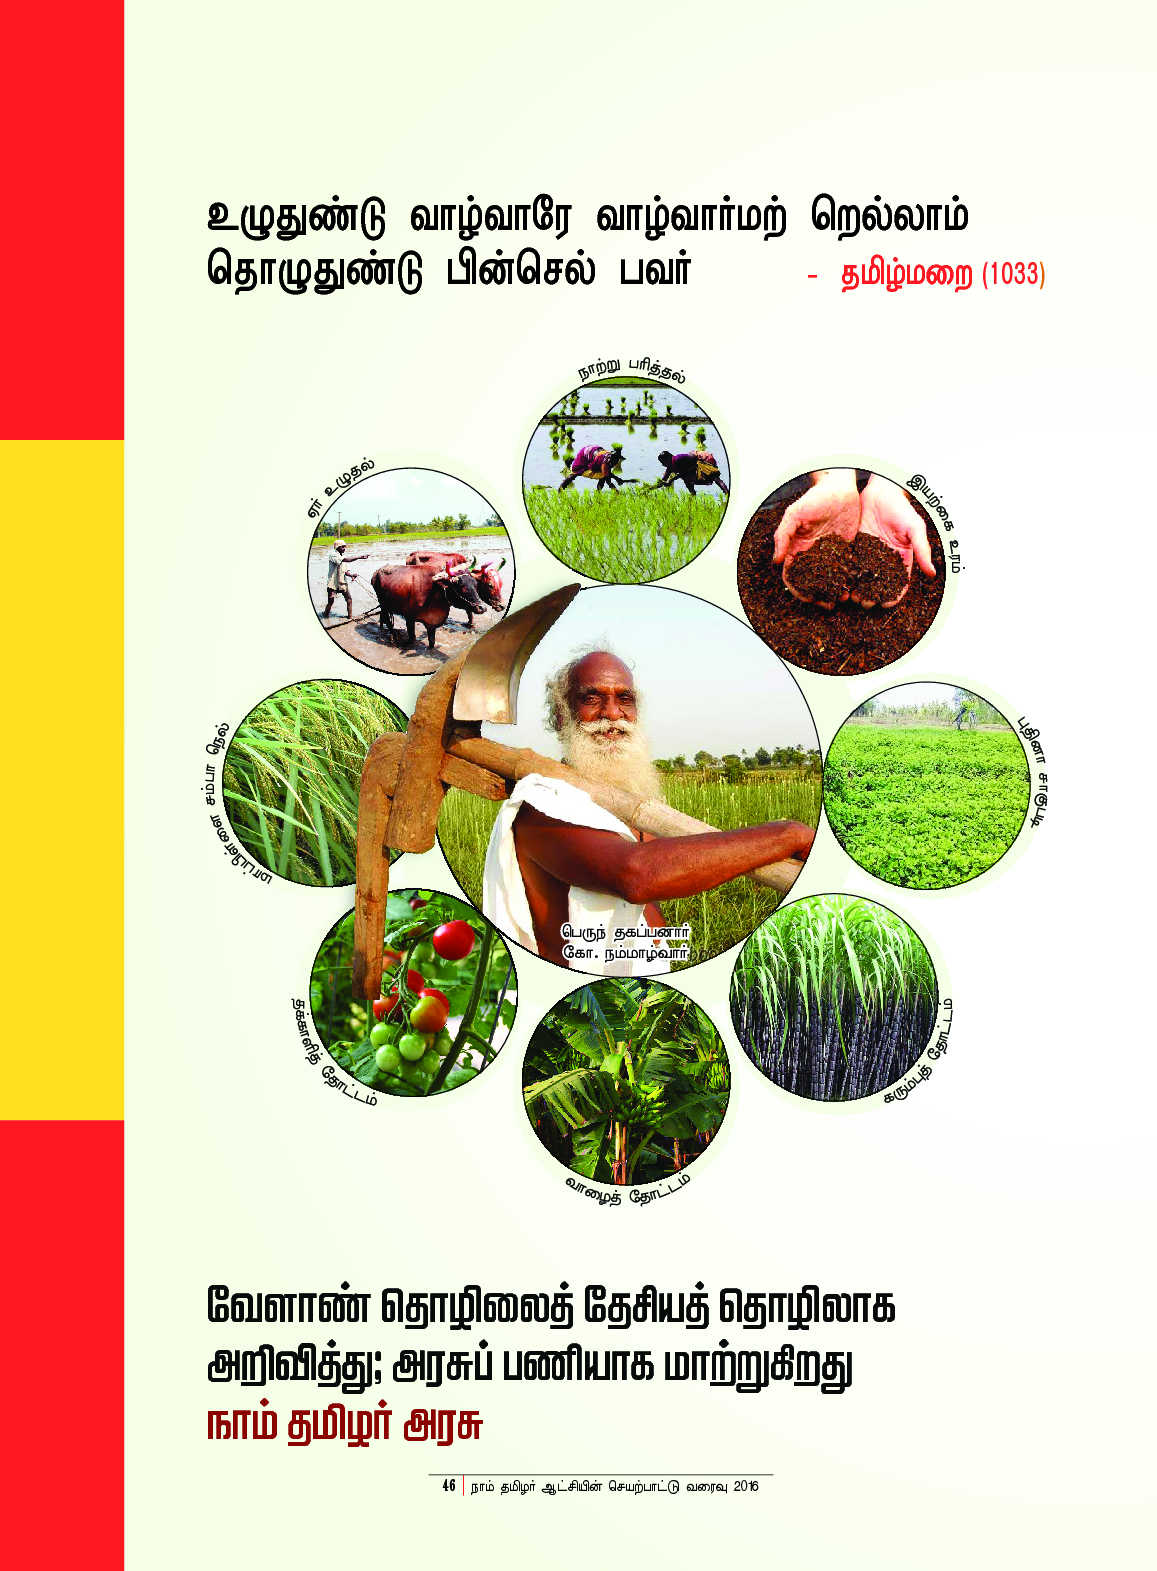 உழுதுண்டு வாழ்வாரே வாழ்வார்மற் றெல்லாம்
தொழுதுண்டு பின்செல் பவர் - தமிழ்மறை (1033)
நாற்று பரித்தல்
ஏர் உழுதல்
இயற்கை உரம்
மாப்பிள்ளை சம்பா நெல்
புதினா சாகுபடி
பெருந் தகப்பனார்
கோ. நம்மாழ்வார்
தக்காளித் தோட்டம்
கரும்புத் தோட்டம்
வாழைத் தோட்டம்
வேளாண் தொழிலைத் தேசியத் தொழிலாக
அறிவித்து; அரசுப் பணியாக மாற்றுகிறது
நாம் தமிழர் அரசு
46 நாம் தமிழர் ஆட்சியின் செயற்பாட்டு வரைவு 2016